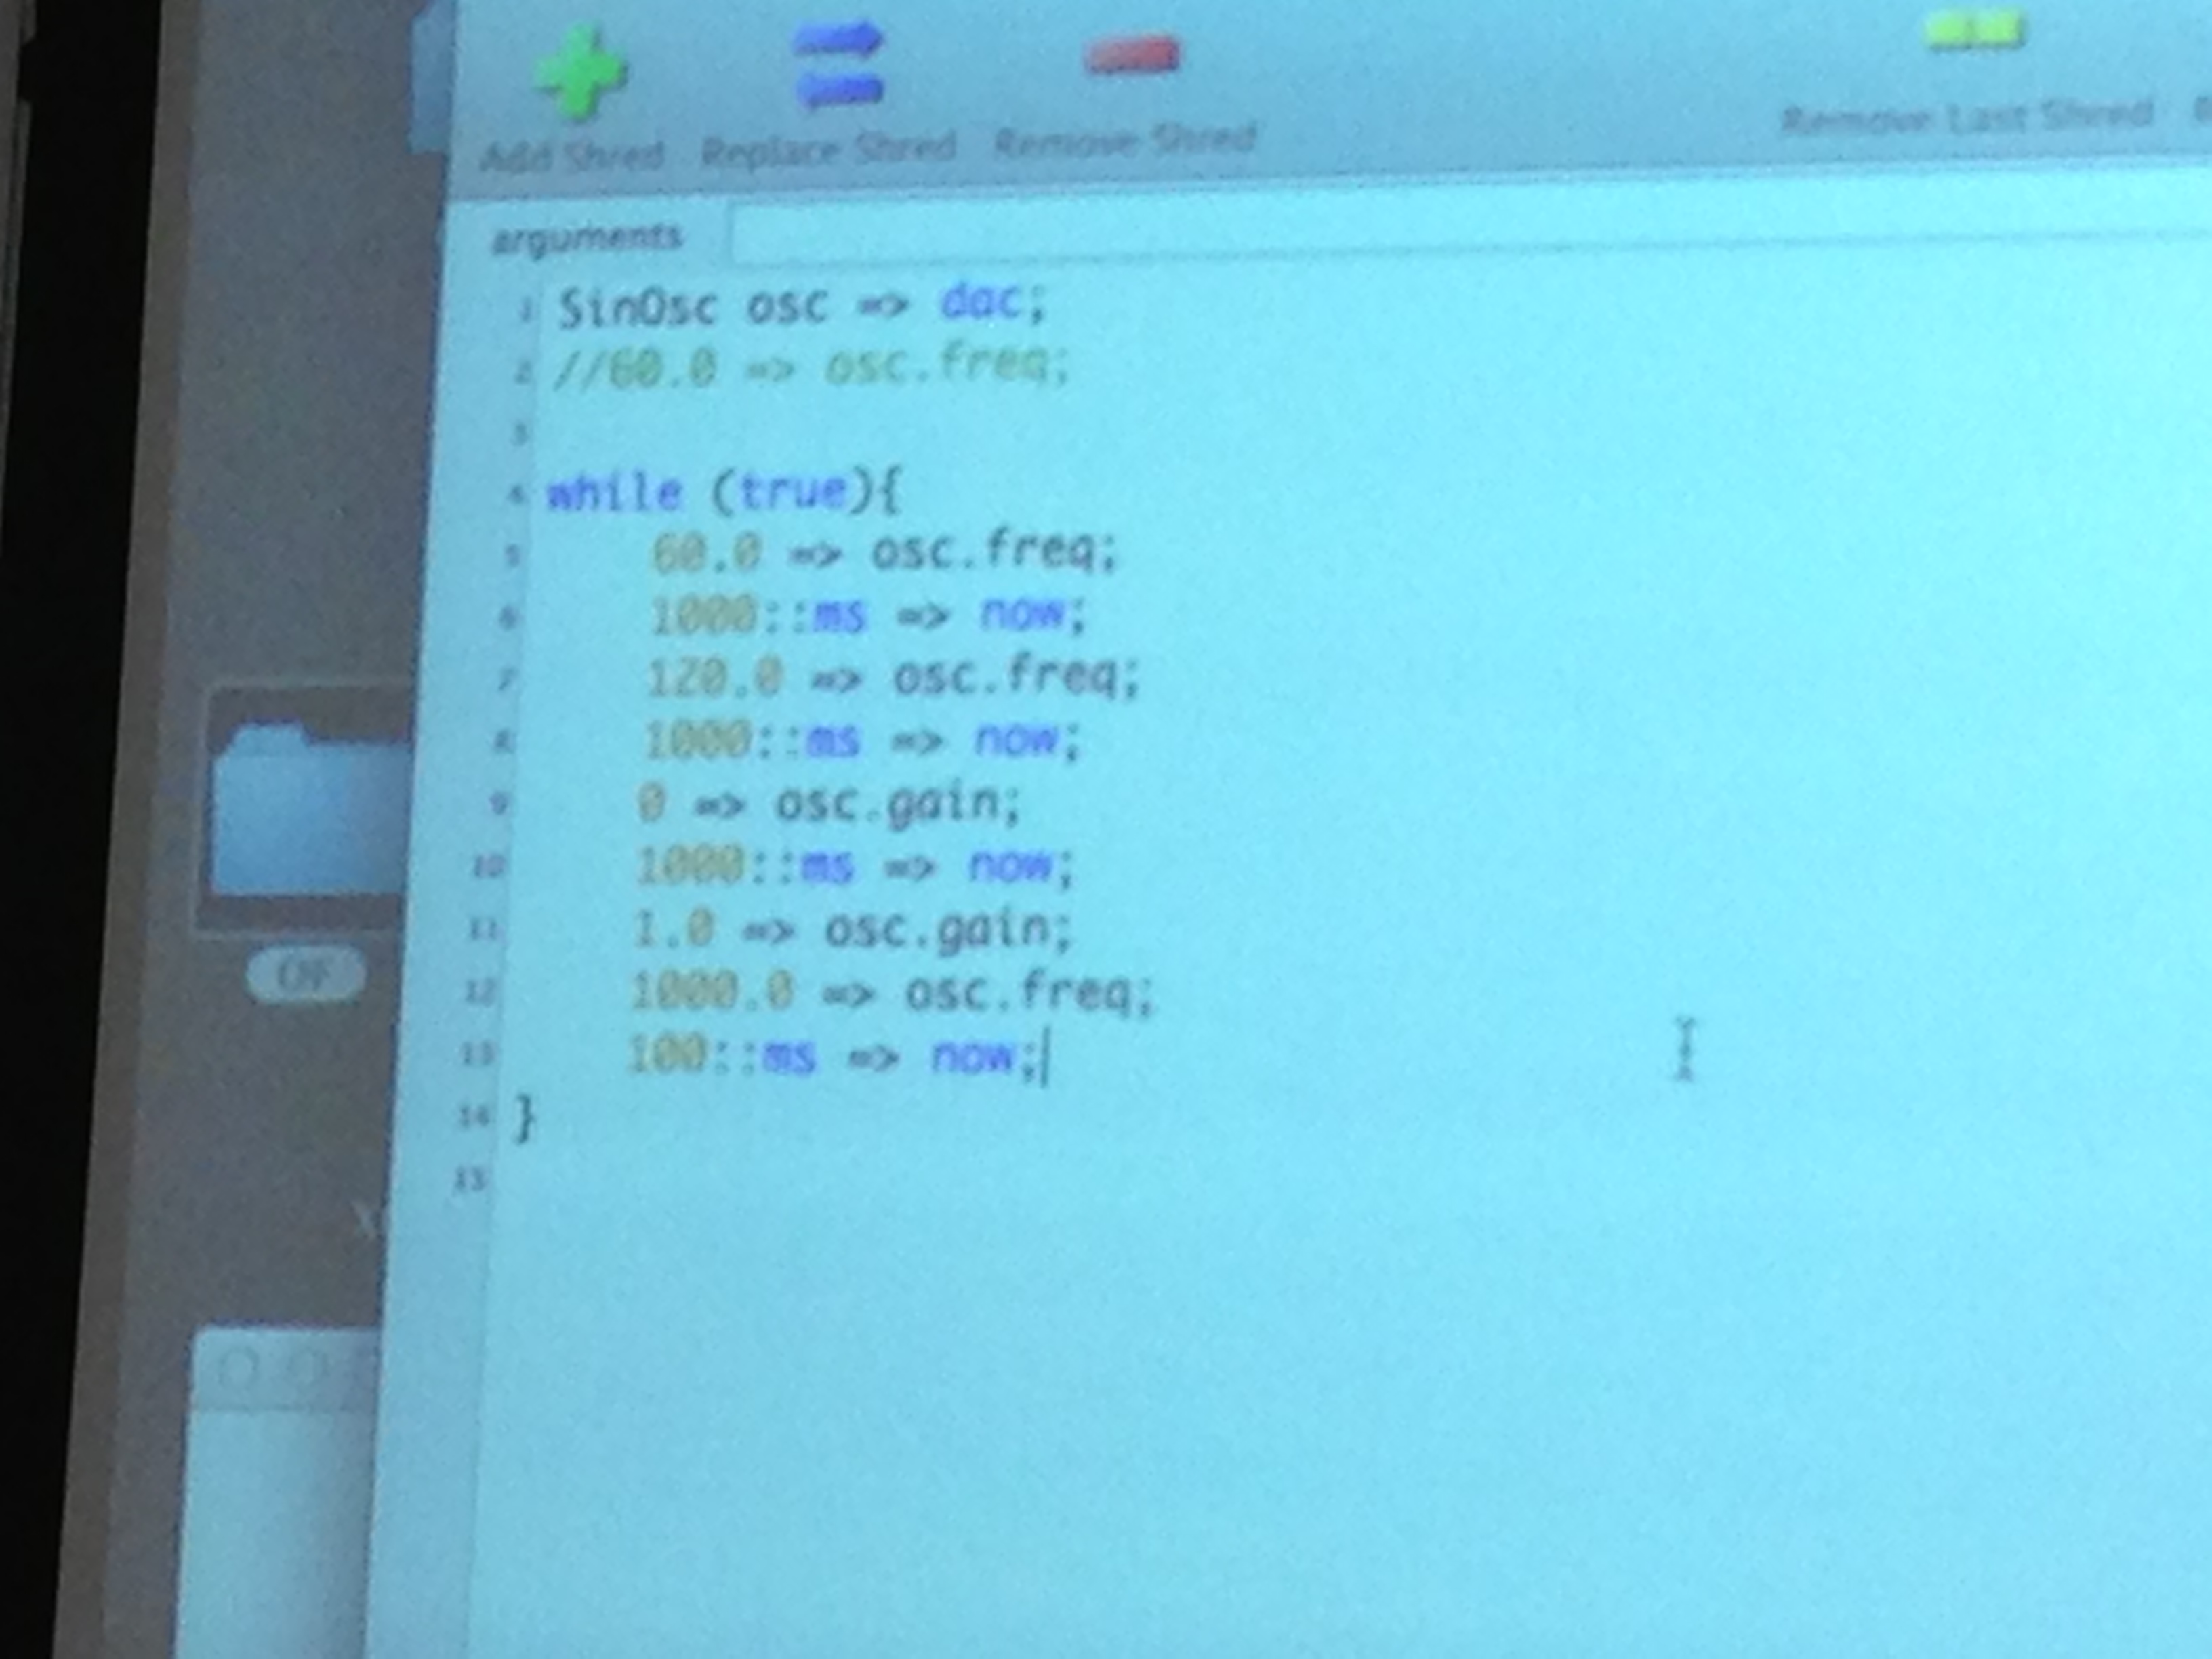 Add Shred Replace Shred Remove Shred Remove Last Shred
arguments
1 SinOsc osc => dac;
2 //60.0 => osc.freq;
3
4 while (true){
5 60.0 => osc.freq;
6 1000::ms => now;
7 120.0 => osc.freq;
8 1000::ms => now;
9 0 => osc.gain;
10 1000::ms => now;
11 1.0 => osc.gain;
12 1000.0 => osc.freq;
13 100::ms => now;
14 }
15